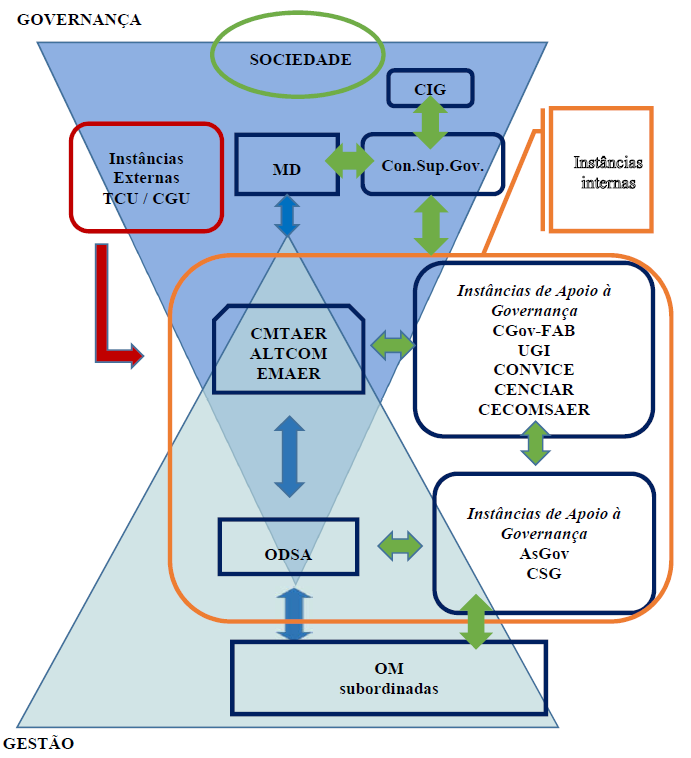 GOVERNANÇA
SOCIEDADE
CIG
Instâncias
Externas
TCU / CGU
MD
Con.Sup.Gov.
Instâncias
internas
Instâncias de Apoio à
Governança
CGov-FAB
UGI
CONVICE
CENCIAR
CECOMSAER
CMTAER
ALTCOM
EMAER
Instâncias de Apoio à
Governança
AsGov
CSG
ODSA
OM
subordinadas
GESTÃO